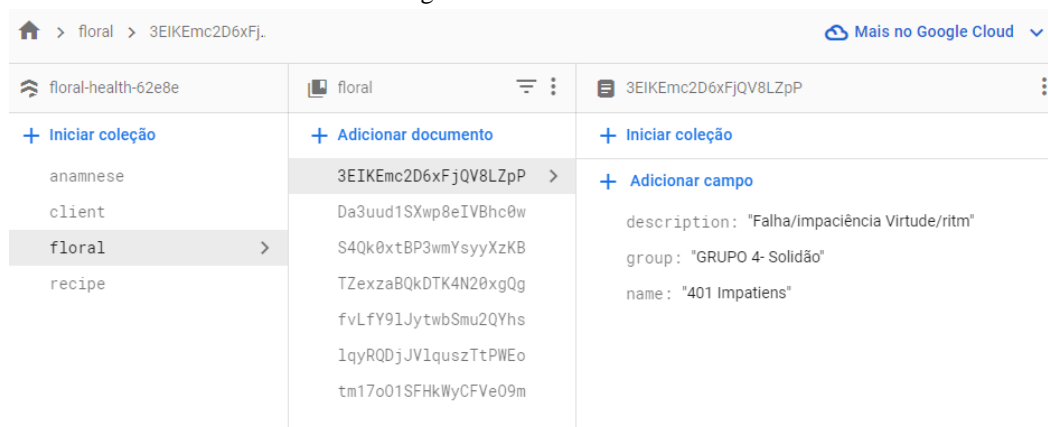 floral > 3EIKEmc2D6xFj..
Mais no Google Cloud
floral-health-62e8e
Iniciar coleção
anamnese
client
floral
recipe
floral
Adicionar documento
3EIKEmc2D6xFjQV8LZpP
Da3uud1SXwp8eIVBhc0w
S4Qk0xtBP3wmYsyyXzKB
TZexzaBQkDTK4N20xgQg
fvLfY9lJytwbSmu2QYhs
lqyRQDjJVlquszTtPWEo
tm17oO1SFHkWyCFVeO9m
3EIKEmc2D6xFjQV8LZpP
Iniciar coleção
Adicionar campo
description: "Falha/impaciência Virtude/ritm"
group: "GRUPO 4- Solidão"
name: "401 Impatiens"